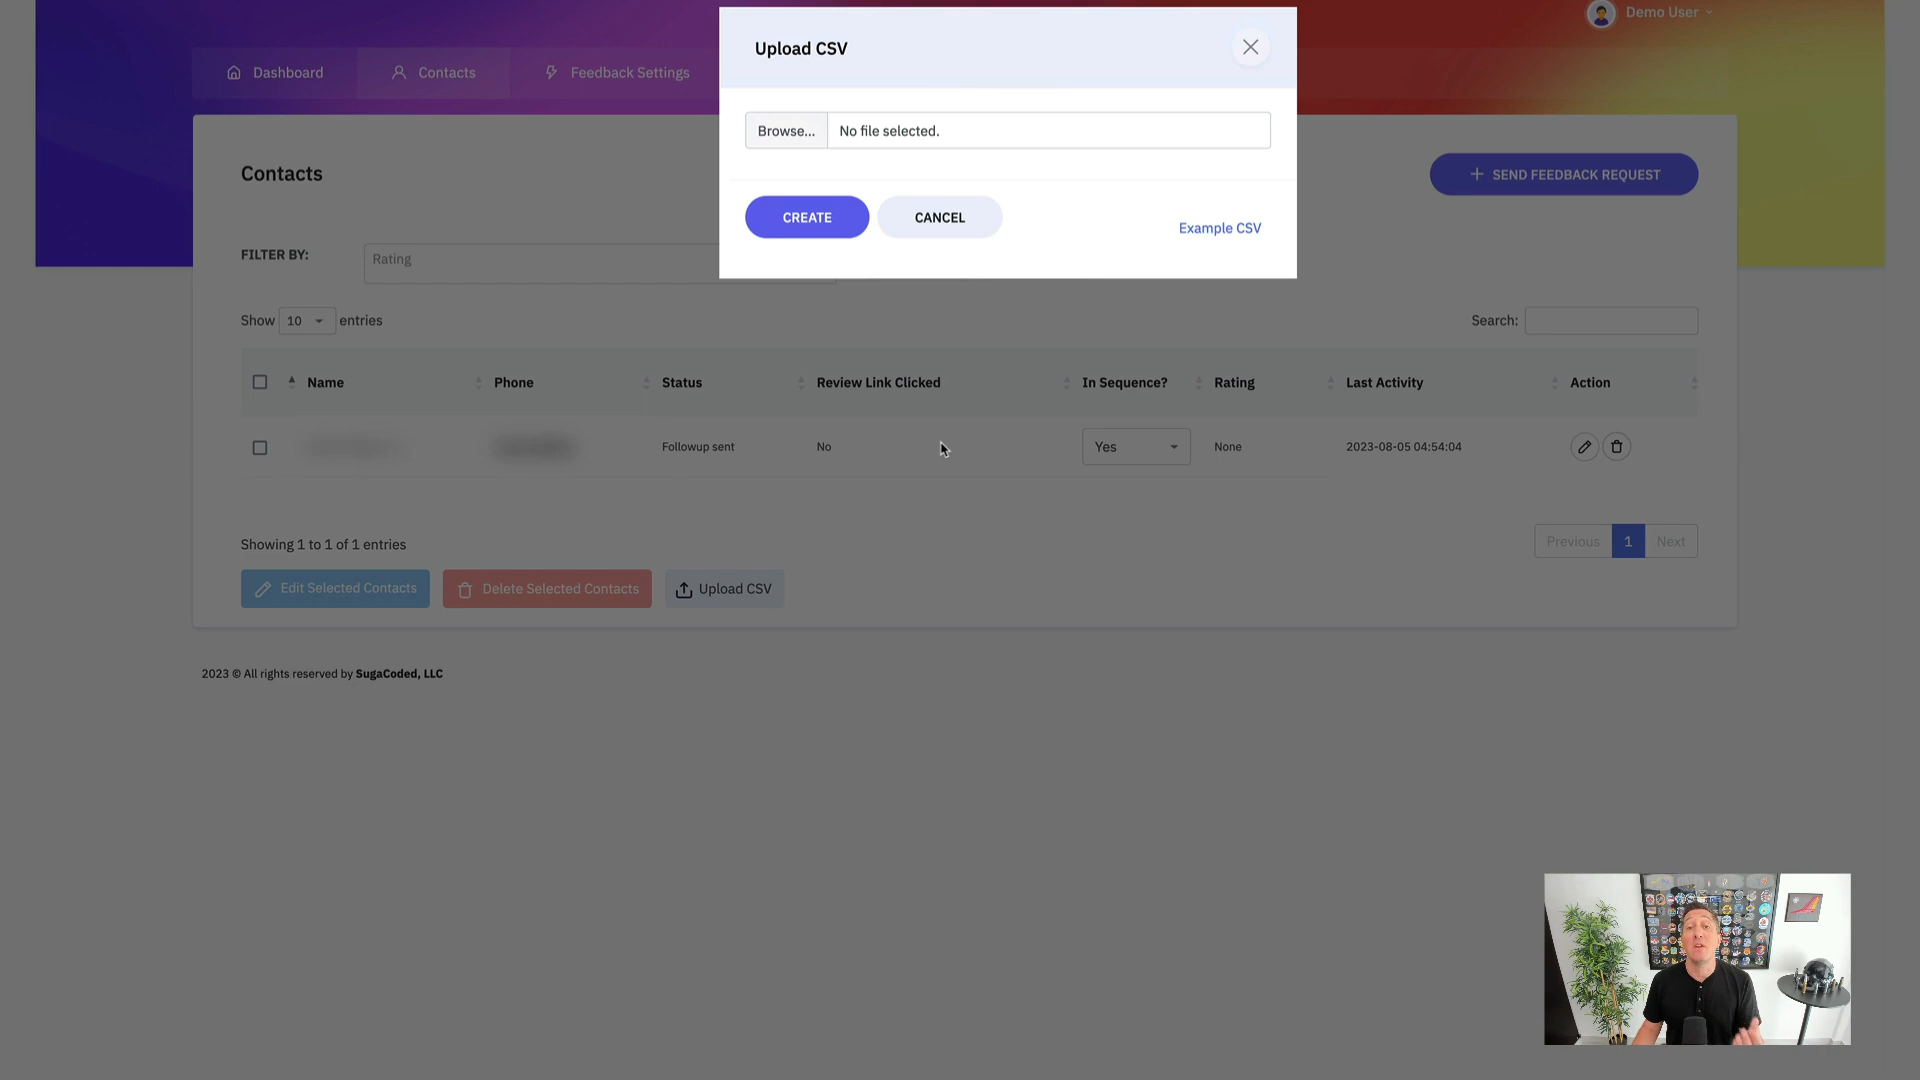 Demo User
Dashboard
Contacts
Feedback Settings
Upload CSV
Browse...
No file selected.
CREATE
CANCEL
Example CSV
Contacts
SEND FEEDBACK REQUEST
FILTER BY:
Rating
Show 10 entries
Search:
Name
Phone
Status
Review Link Clicked
In Sequence?
Rating
Last Activity
Action
Followup sent
No
Yes
None
2023-08-05 04:54:04
Showing 1 to 1 of 1 entries
Previous
1
Next
Edit Selected Contacts
Delete Selected Contacts
Upload CSV
2023 © All rights reserved by SugaCoded, LLC